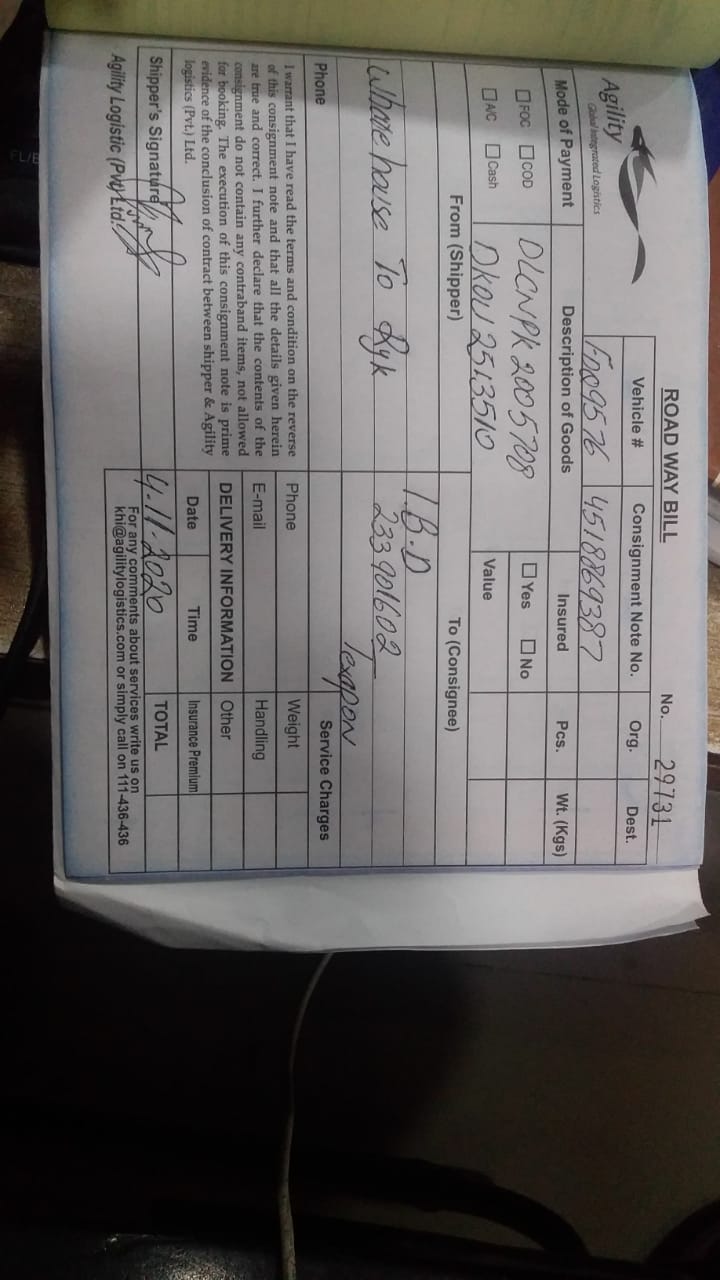 ROAD WAY BILL
No. 29731
Agility
Global Integrated Logistics
Vehicle #
Consignment Note No.
Org.
Dest.
FDQ9576
4518869387
Mode of Payment
Description of Goods
Insured
Pcs.
Wt. (Kgs)
FOC
COD
DLCNPK2005708
Yes
No
A/C
Cash
DKOU2513510
Value
From (Shipper)
To (Consignee)
I.B.D
Wharehouse To Ryk
233901602
Texapon
Phone
Service Charges
I warrant that I have read the terms and condition on the reverse
of this consignment note and that all the details given herein
are true and correct. I further declare that the contents of the
consignment do not contain any contraband items, not allowed
for booking. The execution of this consignment note is prime
evidence of the conclusion of contract between shipper & Agility
logistics (Pvt.) Ltd.
Phone
Weight
E-mail
Handling
DELIVERY INFORMATION
Other
Date
Time
Insurance Premium
Shipper's Signature
4.11.2020
TOTAL
Agility Logistic (Pvt) Ltd.
For any comments about services write us on
khi@agilitylogistics.com or simply call on 111-436-436